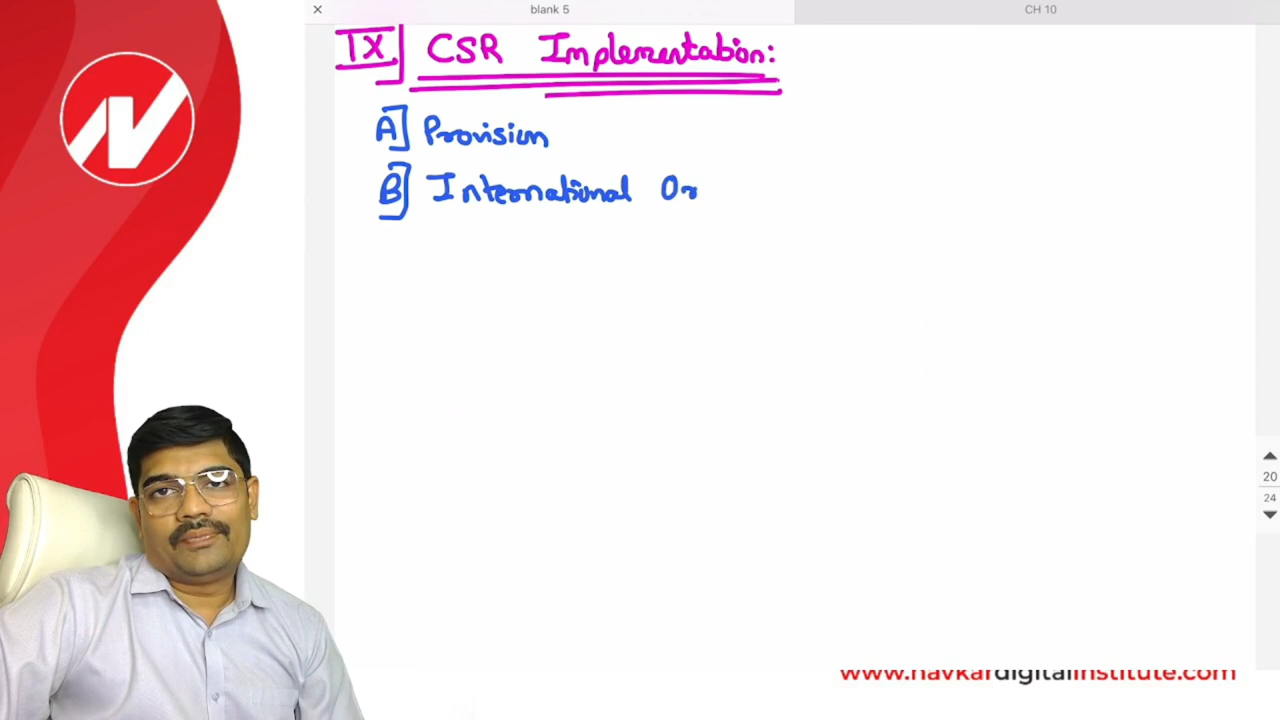 blank 5
CH 10
IX] CSR Implementation:
A] Provision
B] International Or
20
24
www.navkardigitalinstitute.com